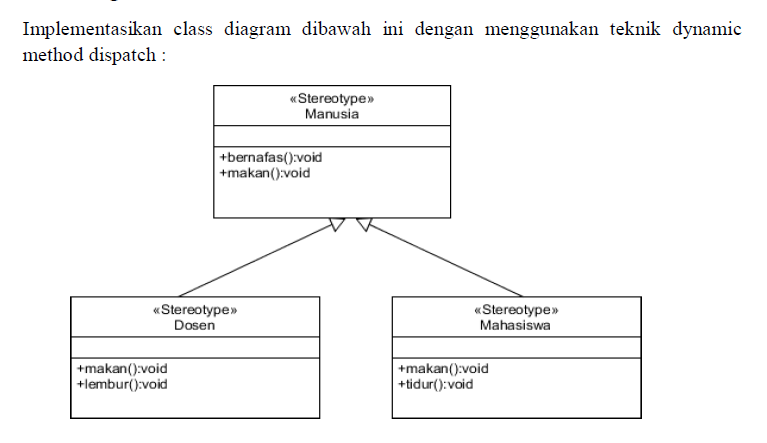 Implementasikan class diagram dibawah ini dengan menggunakan teknik dynamic
method dispatch :
«Stereotype»
Manusia
+bernafas():void
+makan():void
«Stereotype»
Dosen
+makan():void
+lembur():void
«Stereotype»
Mahasiswa
+makan():void
+tidur():void